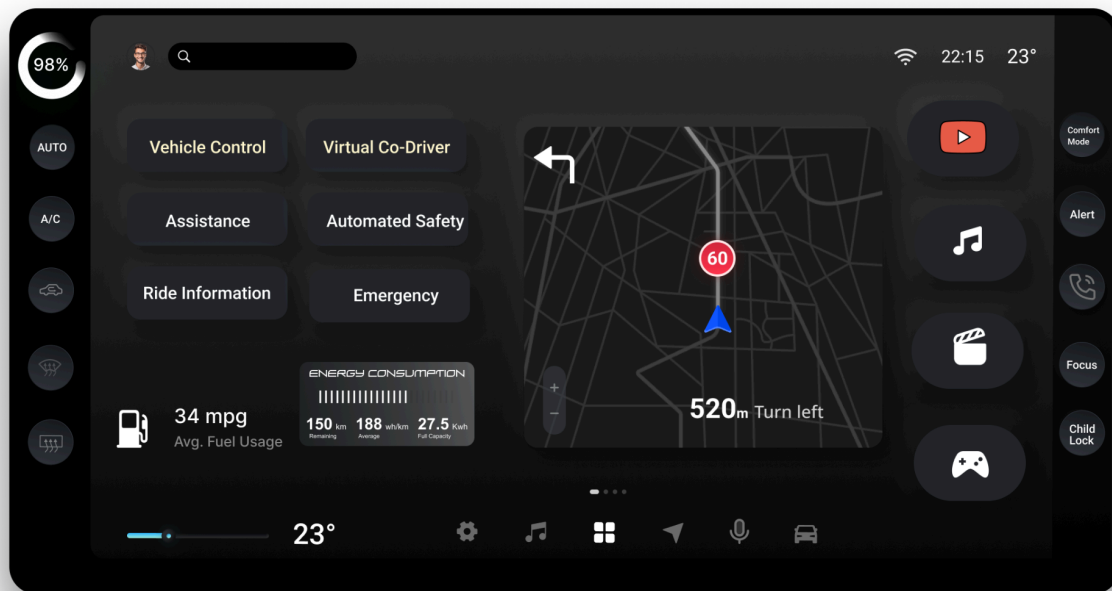 98%
22:15 23°
AUTO
A/C
Vehicle Control
Virtual Co-Driver
Assistance
Automated Safety
Ride Information
Emergency
34 mpg
Avg. Fuel Usage
ENERGY CONSUMPTION
150 km 188 wh/km 27.5 Kwh
Remaining Average Full Capacity
60
+
−
520m Turn left
Comfort
Mode
Alert
Focus
Child
Lock
23°